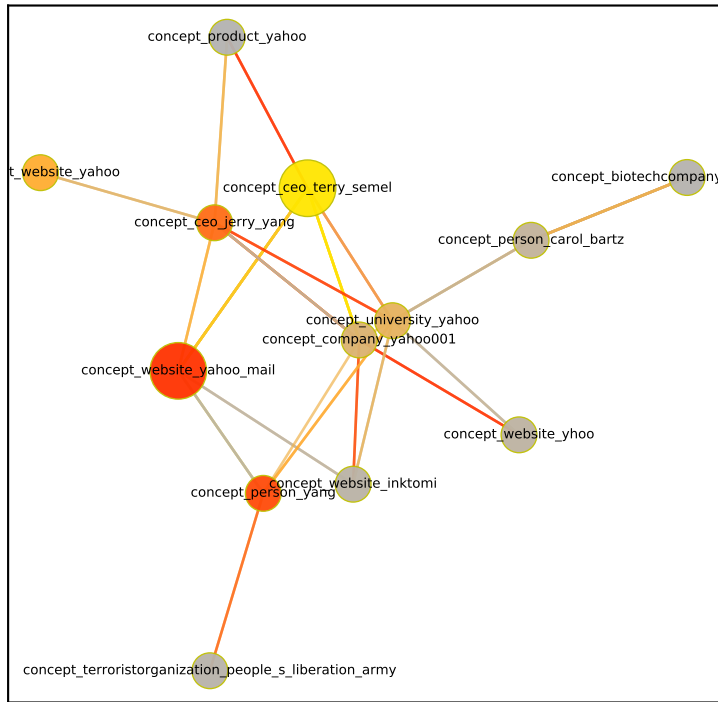 concept_product_yahoo
t_website_yahoo
concept_biotechcompany
concept_ceo_terry_semel
concept_ceo_jerry_yang
concept_person_carol_bartz
concept_university_yahoo
concept_company_yahoo001
concept_website_yahoo_mail
concept_website_yhoo
concept_website_inktomi
concept_person_yang
concept_terroristorganization_people_s_liberation_army